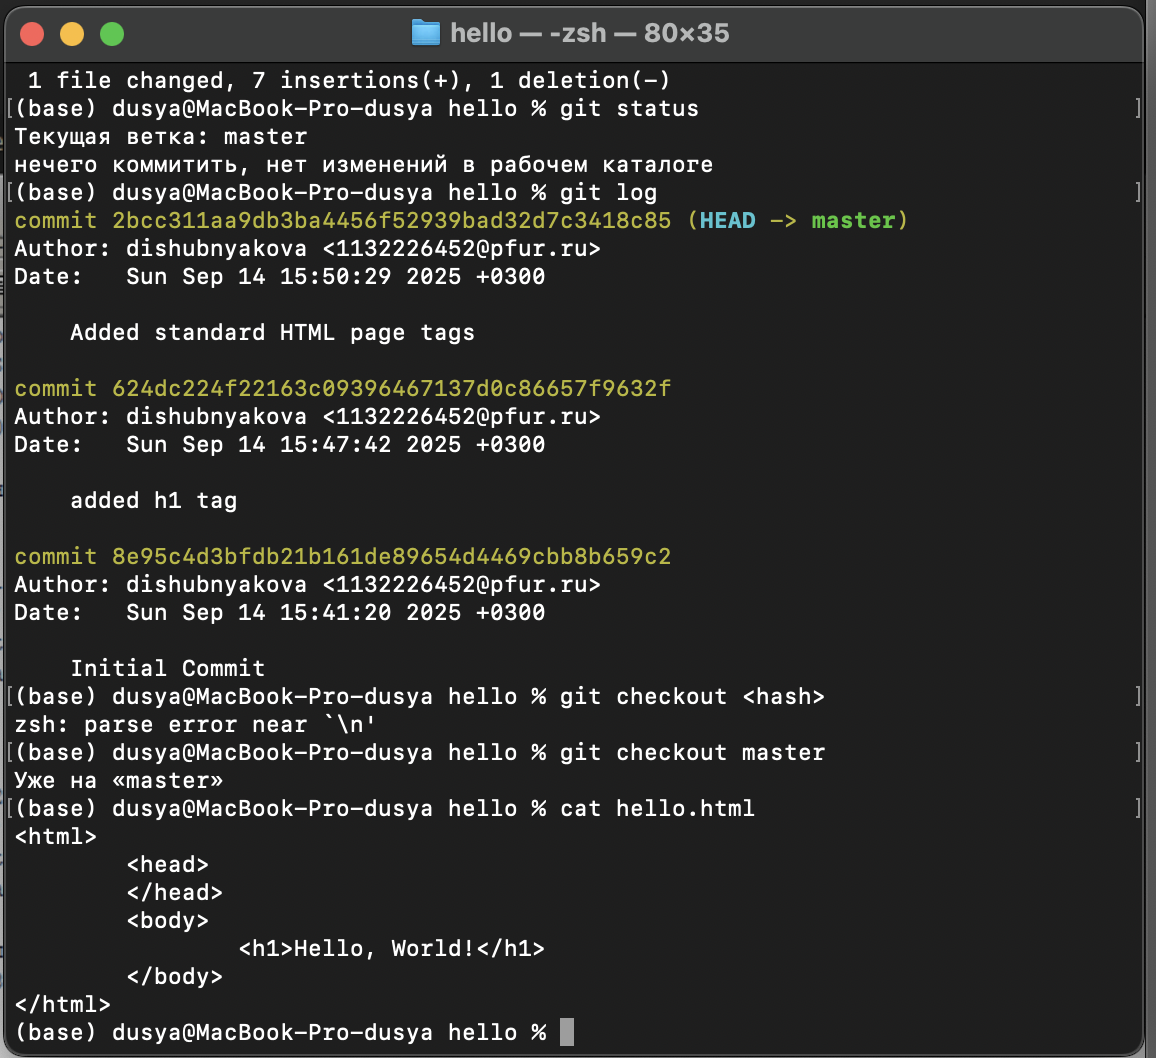 hello — -zsh — 80×35
 1 file changed, 7 insertions(+), 1 deletion(-)
[(base) dusya@MacBook-Pro-dusya hello % git status ]
Текущая ветка: master
нечего коммитить, нет изменений в рабочем каталоге
[(base) dusya@MacBook-Pro-dusya hello % git log ]
commit 2bcc311aa9db3ba4456f52939bad32d7c3418c85 (HEAD -> master)
Author: dishubnyakova <1132226452@pfur.ru>
Date:   Sun Sep 14 15:50:29 2025 +0300

    Added standard HTML page tags

commit 624dc224f22163c09396467137d0c86657f9632f
Author: dishubnyakova <1132226452@pfur.ru>
Date:   Sun Sep 14 15:47:42 2025 +0300

    added h1 tag

commit 8e95c4d3bfdb21b161de89654d4469cbb8b659c2
Author: dishubnyakova <1132226452@pfur.ru>
Date:   Sun Sep 14 15:41:20 2025 +0300

    Initial Commit
[(base) dusya@MacBook-Pro-dusya hello % git checkout <hash> ]
zsh: parse error near `\n'
[(base) dusya@MacBook-Pro-dusya hello % git checkout master ]
Уже на «master»
[(base) dusya@MacBook-Pro-dusya hello % cat hello.html ]
<html>
        <head>
        </head>
        <body>
                <h1>Hello, World!</h1>
        </body>
</html>
(base) dusya@MacBook-Pro-dusya hello %